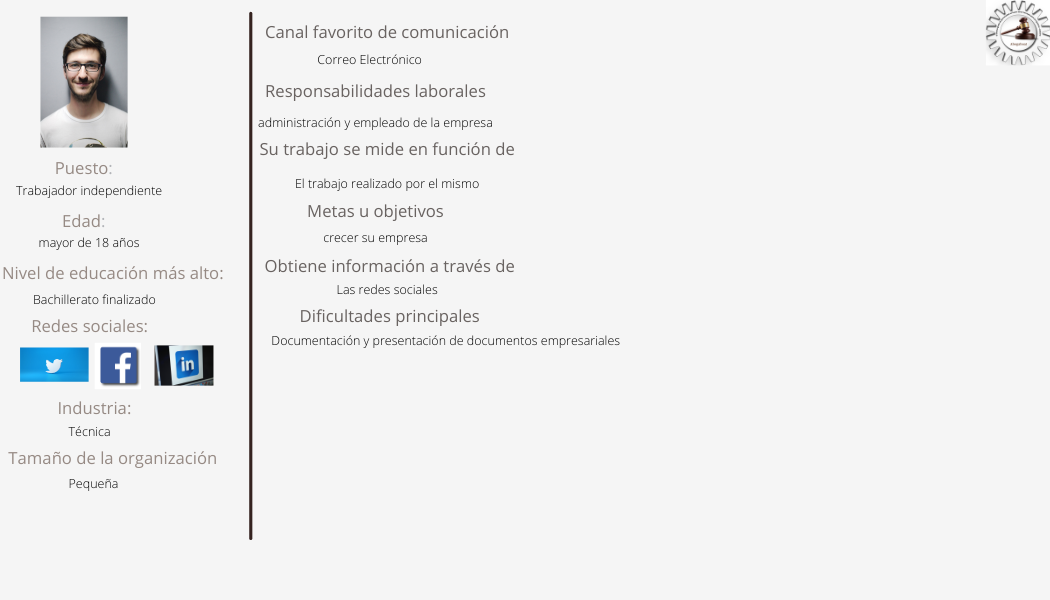 Puesto:
Trabajador independiente
Edad:
mayor de 18 años
Nivel de educación más alto:
Bachillerato finalizado
Redes sociales:
f
in
Industria:
Técnica
Tamaño de la organización
Pequeña
Canal favorito de comunicación
Correo Electrónico
Responsabilidades laborales
administración y empleado de la empresa
Su trabajo se mide en función de
El trabajo realizado por el mismo
Metas u objetivos
crecer su empresa
Obtiene información a través de
Las redes sociales
Dificultades principales
Documentación y presentación de documentos empresariales